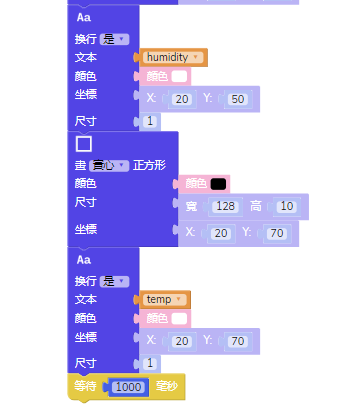 Aa
換行 是
文本 humidity
顏色 顏色
坐標 X: 20 Y: 50
尺寸 1
畫 實心 正方形
顏色 顏色
尺寸 寬 128 高 10
坐標 X: 20 Y: 70
Aa
換行 是
文本 temp
顏色 顏色
坐標 X: 20 Y: 70
尺寸 1
等待 1000 毫秒